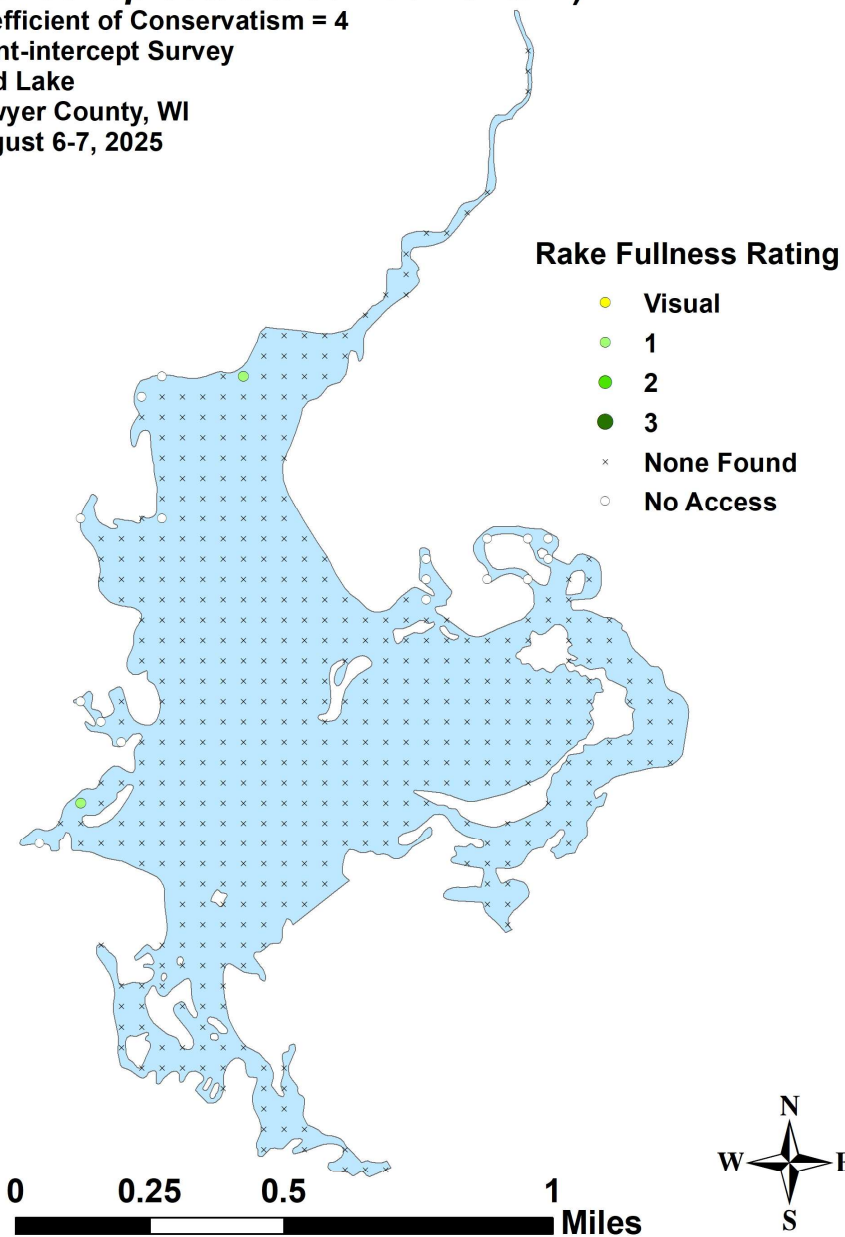 efficient of Conservatism = 4
nt-intercept Survey
d Lake
yer County, WI
gust 6-7, 2025
Rake Fullness Rating
Visual
1
2
3
None Found
No Access
N
W
S
0 0.25 0.5 1
Miles